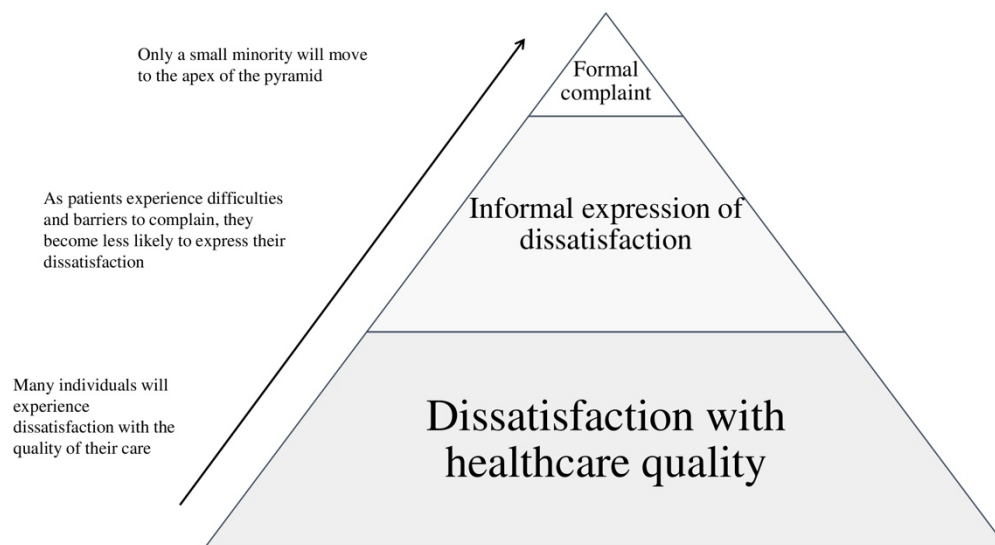 Only a small minority will move
to the apex of the pyramid
Formal
complaint
As patients experience difficulties
and barriers to complain, they
become less likely to express their
dissatisfaction
Informal expression of
dissatisfaction
Many individuals will
experience
dissatisfaction with the
quality of their care
Dissatisfaction with
healthcare quality